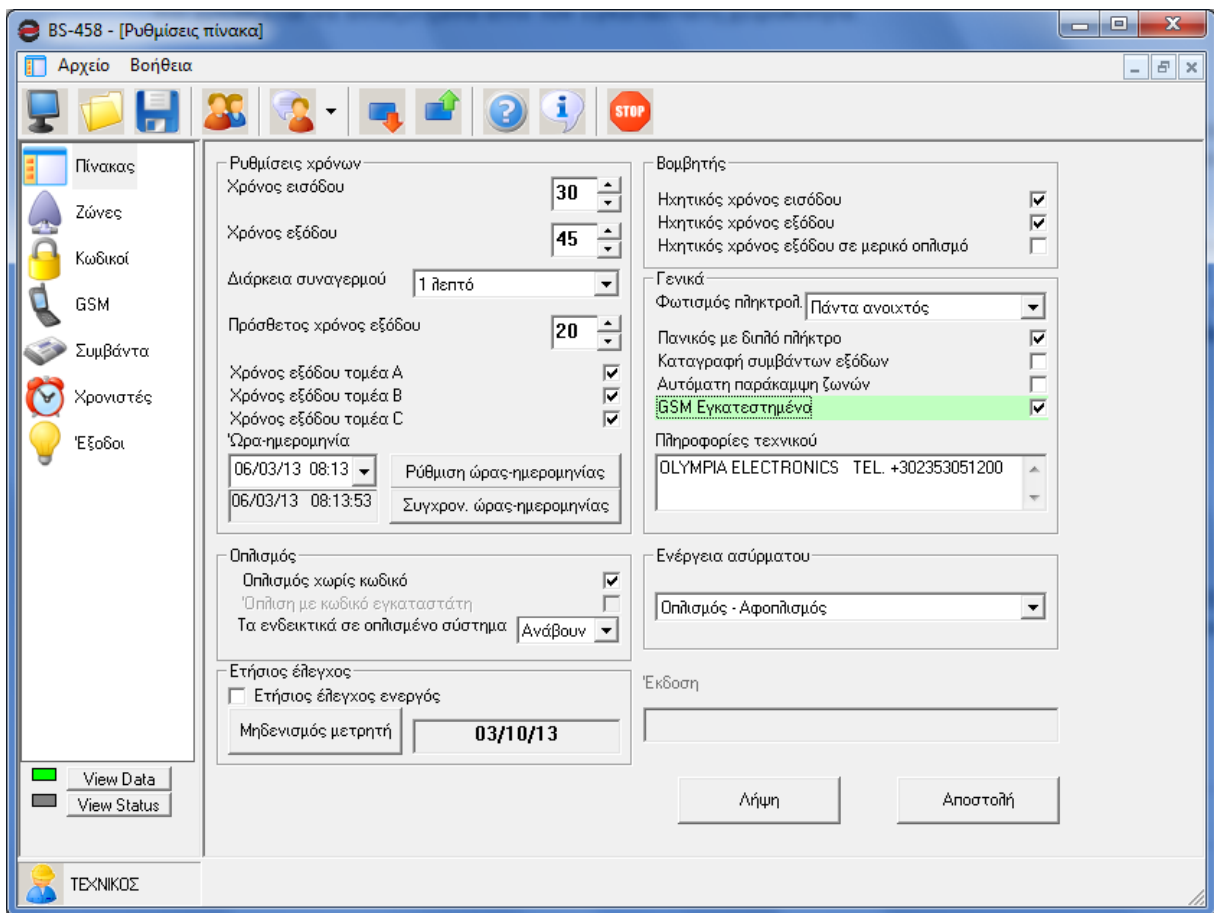 BS-458 - [Ρυθμίσεις πίνακα]
Αρχείο Βοήθεια
STOP
Πίνακας
Ζώνες
Κωδικοί
GSM
Συμβάντα
Χρονιστές
Έξοδοι
View Data
View Status
ΤΕΧΝΙΚΟΣ
Ρυθμίσεις χρόνων
Χρόνος εισόδου 30
Χρόνος εξόδου 45
Διάρκεια συναγερμού 1 λεπτό
Πρόσθετος χρόνος εξόδου 20
Χρόνος εξόδου τομέα Α
Χρόνος εξόδου τομέα Β
Χρόνος εξόδου τομέα C
Ώρα-ημερομηνία
06/03/13 08:13 Ρύθμιση ώρας-ημερομηνίας
06/03/13 08:13:53 Συγχρον. ώρας-ημερομηνίας
Οπλισμός
Οπλισμός χωρίς κωδικό
Όπλιση με κωδικό εγκαταστάτη
Τα ενδεικτικά σε οπλισμένο σύστημα Ανάβουν
Ετήσιος έλεγχος
Ετήσιος έλεγχος ενεργός
Μηδενισμός μετρητή 03/10/13
Βομβητής
Ηχητικός χρόνος εισόδου
Ηχητικός χρόνος εξόδου
Ηχητικός χρόνος εξόδου σε μερικό οπλισμό
Γενικά
Φωτισμός πληκτρολ. Πάντα ανοιχτός
Πανικός με διπλό πλήκτρο
Καταγραφή συμβάντων εξόδων
Αυτόματη παράκαμψη ζωνών
GSM Εγκατεστημένο
Πληροφορίες τεχνικού
OLYMPIA ELECTRONICS TEL. +302353051200
Ενέργεια ασύρματου
Οπλισμός - Αφοπλισμός
Έκδοση
Λήψη Αποστολή